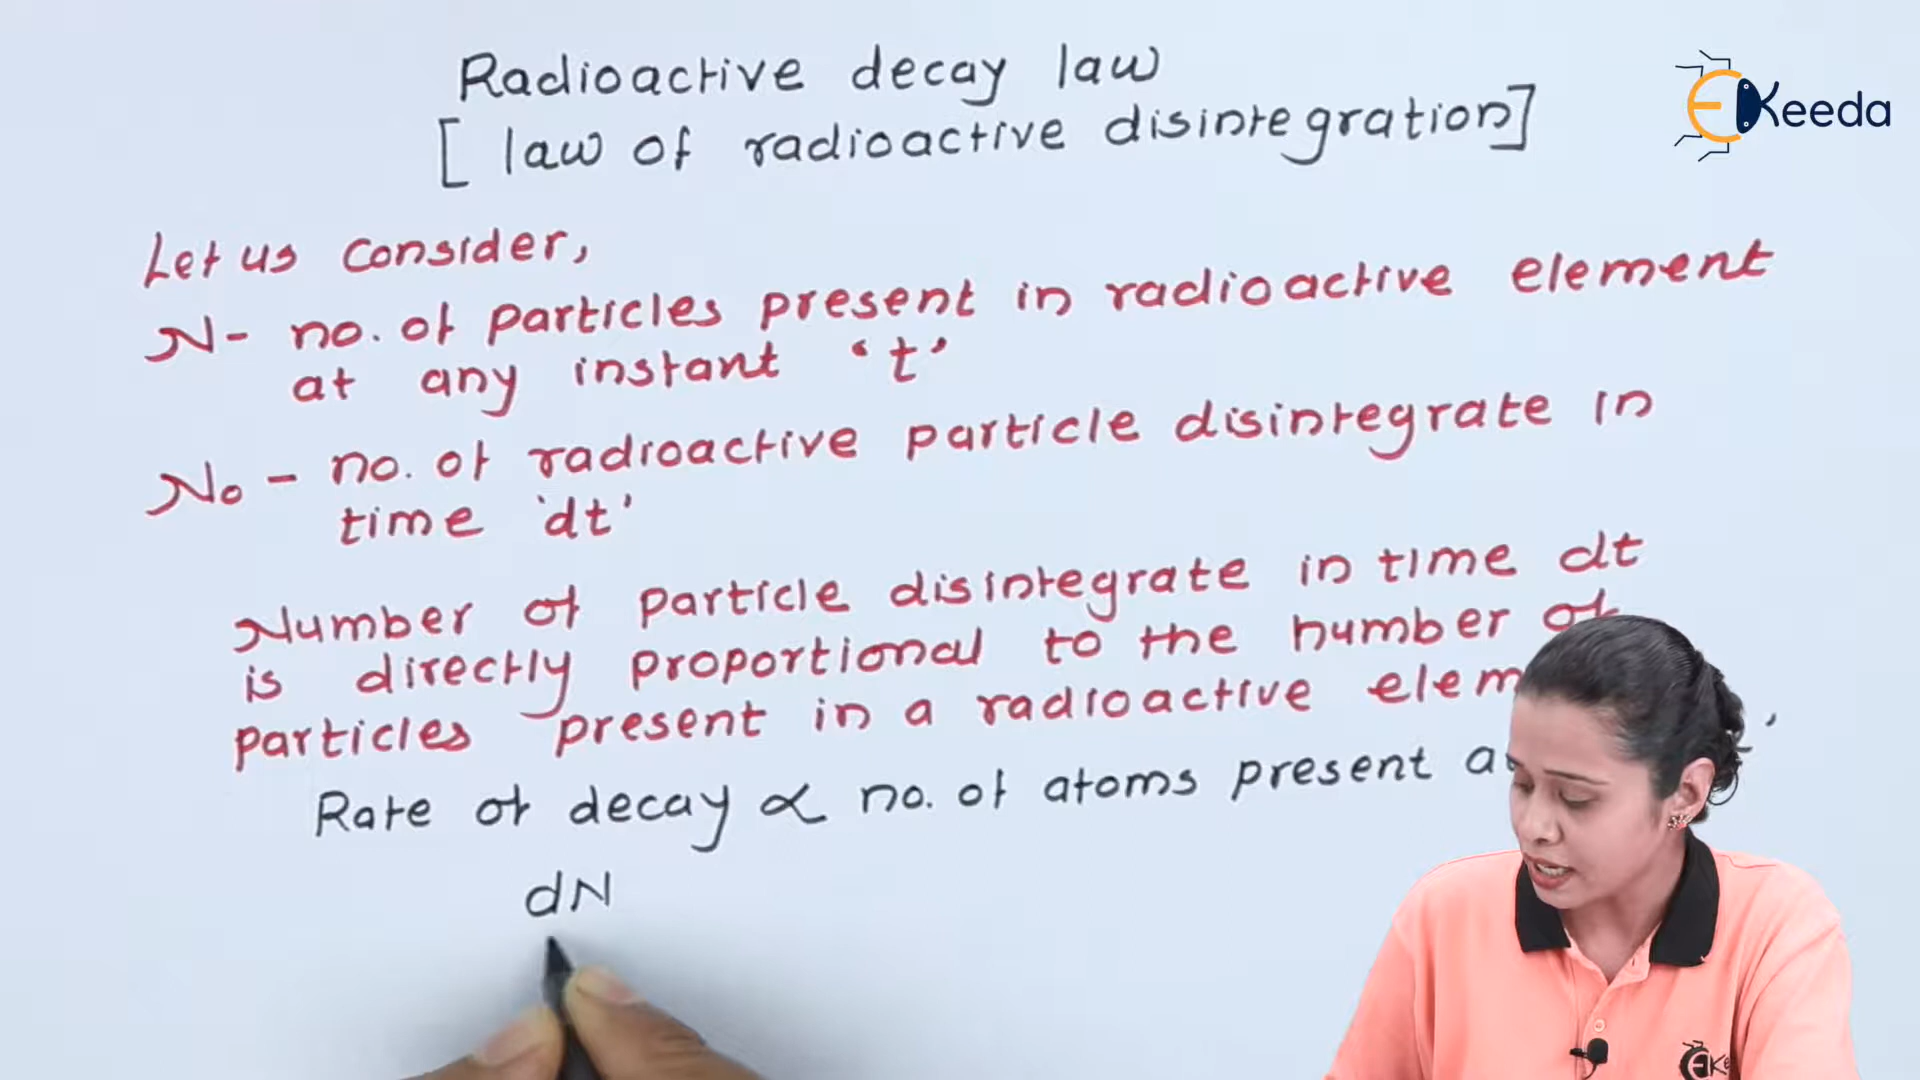 Radioactive decay law
EKeeda
[ law of radioactive disintegration]
Let us Consider,
N- no. of particles present in radioactive element
at any instant 't'
No - no. of radioactive particle disintegrate in
time 'dt'
Number of particle disintegrate in time dt
is directly proportional to the number of
particles present in a radioactive elem
Rate of decay ∝ no. of atoms present a
dN